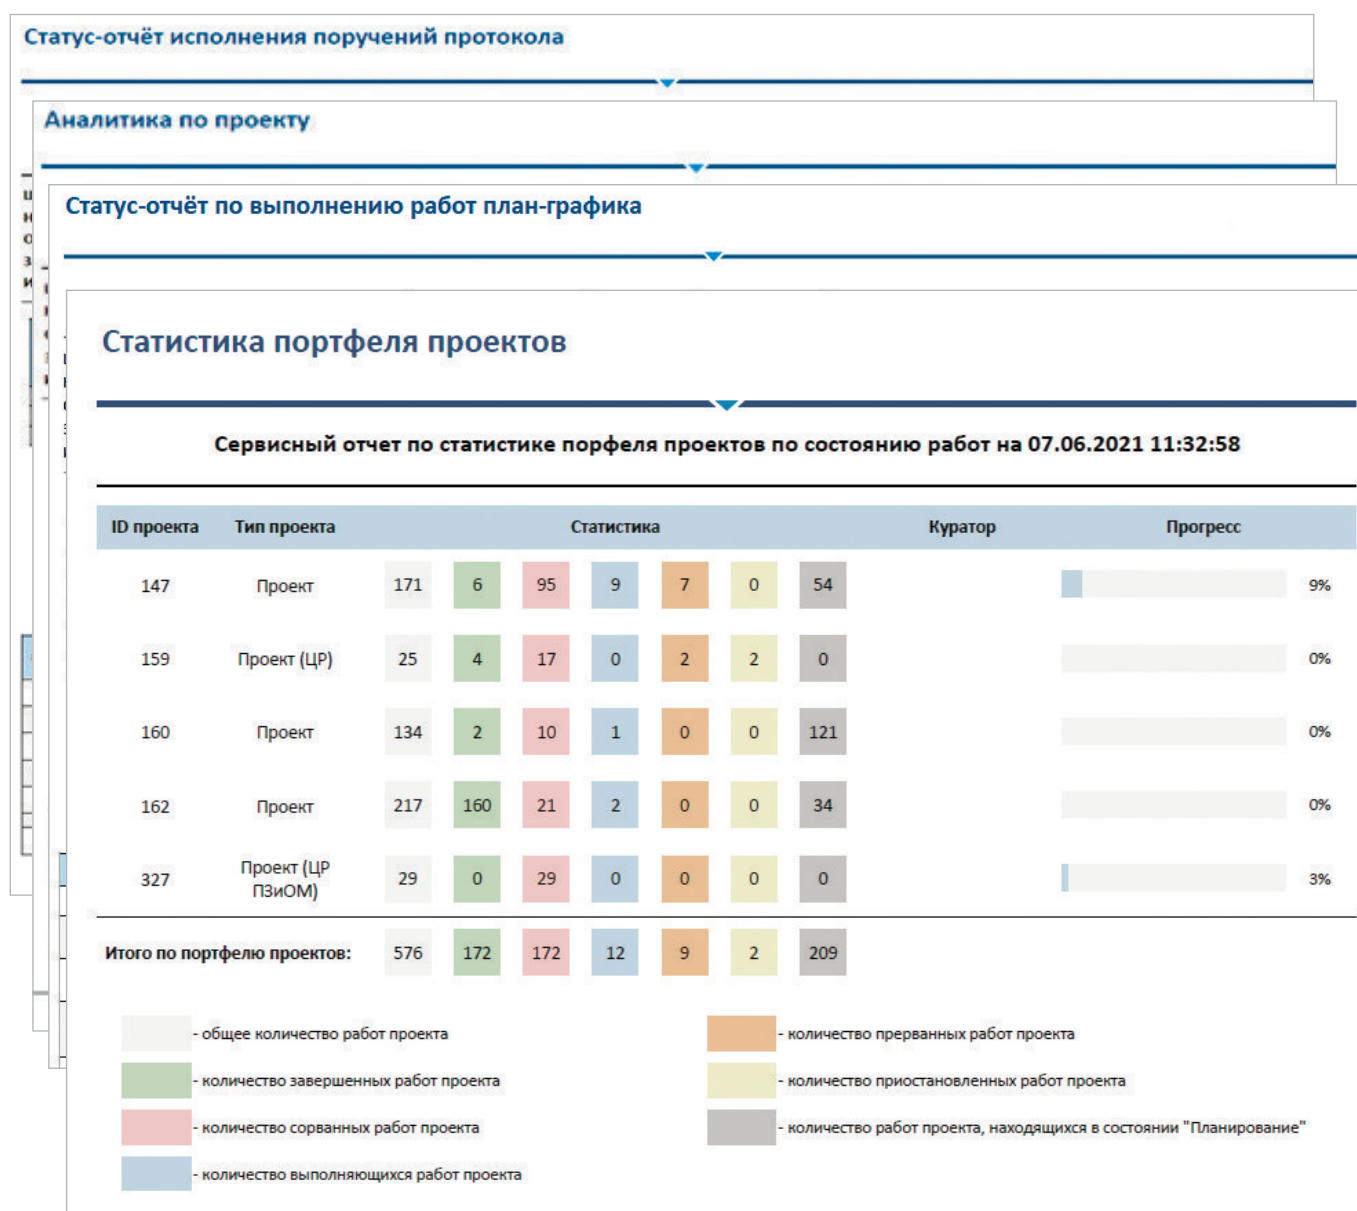 Статус-отчёт исполнения поручений протокола
Аналитика по проекту
Статус-отчёт по выполнению работ план-графика
Статистика портфеля проектов
Сервисный отчет по статистике порфеля проектов по состоянию работ на 07.06.2021 11:32:58
ID проекта Тип проекта Статистика Куратор Прогресс
147 Проект 171 6 95 9 7 0 54 9%
159 Проект (ЦР) 25 4 17 0 2 2 0 0%
160 Проект 134 2 10 1 0 0 121 0%
162 Проект 217 160 21 2 0 0 34 0%
327 Проект (ЦР ПЗиОМ) 29 0 29 0 0 0 0 3%
Итого по портфелю проектов: 576 172 172 12 9 2 209
- общее количество работ проекта
- количество завершенных работ проекта
- количество сорванных работ проекта
- количество выполняющихся работ проекта
- количество прерванных работ проекта
- количество приостановленных работ проекта
- количество работ проекта, находящихся в состоянии "Планирование"